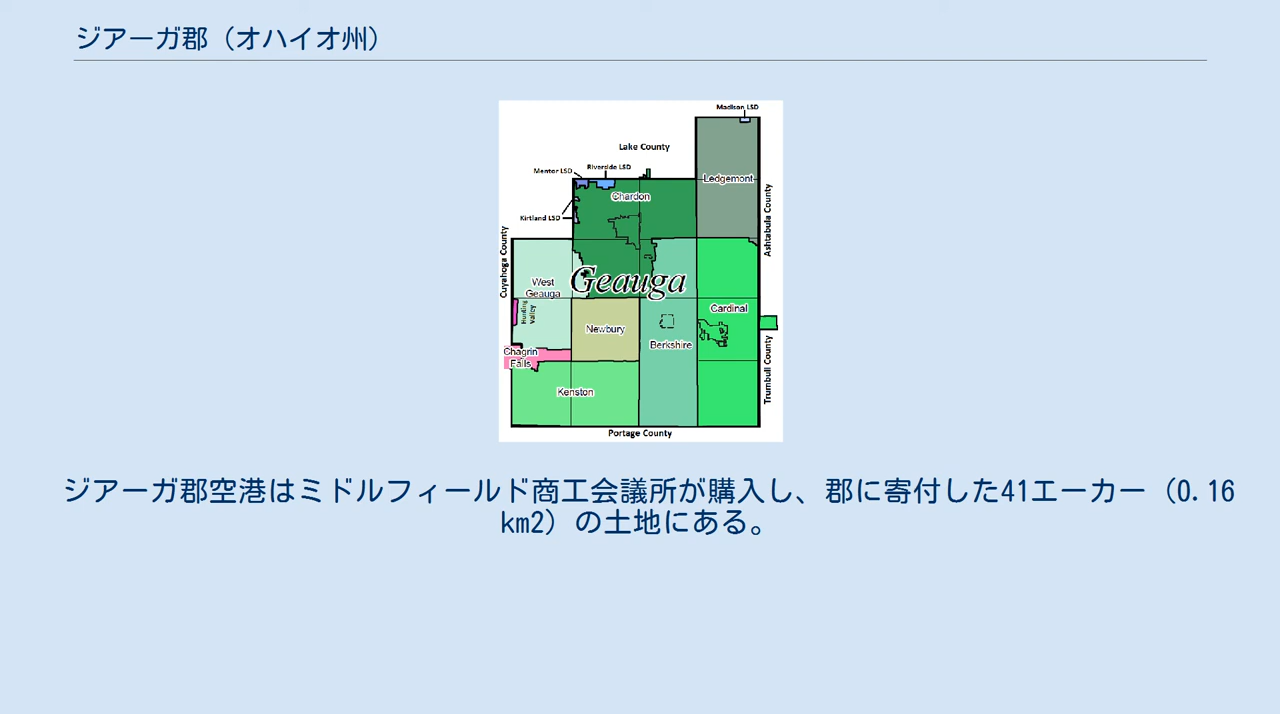 ジアーガ郡（オハイオ州）
Madison LSD
Lake County
Riverside LSD
Mentor LSD
Ledgemont
Chardon
Kirtland LSD
Ashtabula County
Cuyahoga County
West
Geauga
Geauga
Hunting
Valley
Cardinal
Newbury
Berkshire
Chagrin
Falls
Trumbull County
Kenston
Portage County
ジアーガ郡空港はミドルフィールド商工会議所が購入し、郡に寄付した41エーカー（0.16
km2）の土地にある。